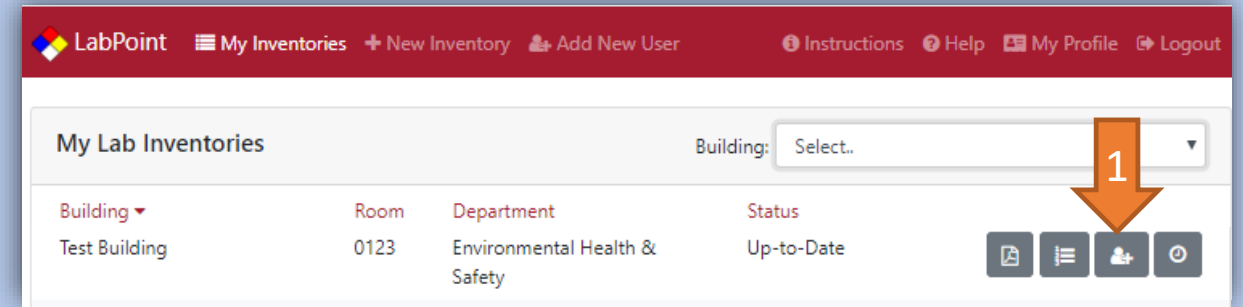 LabPoint My Inventories New Inventory Add New User Instructions Help My Profile Logout
My Lab Inventories Building: Select..
1
Building Room Department Status
Test Building 0123 Environmental Health & Up-to-Date
Safety